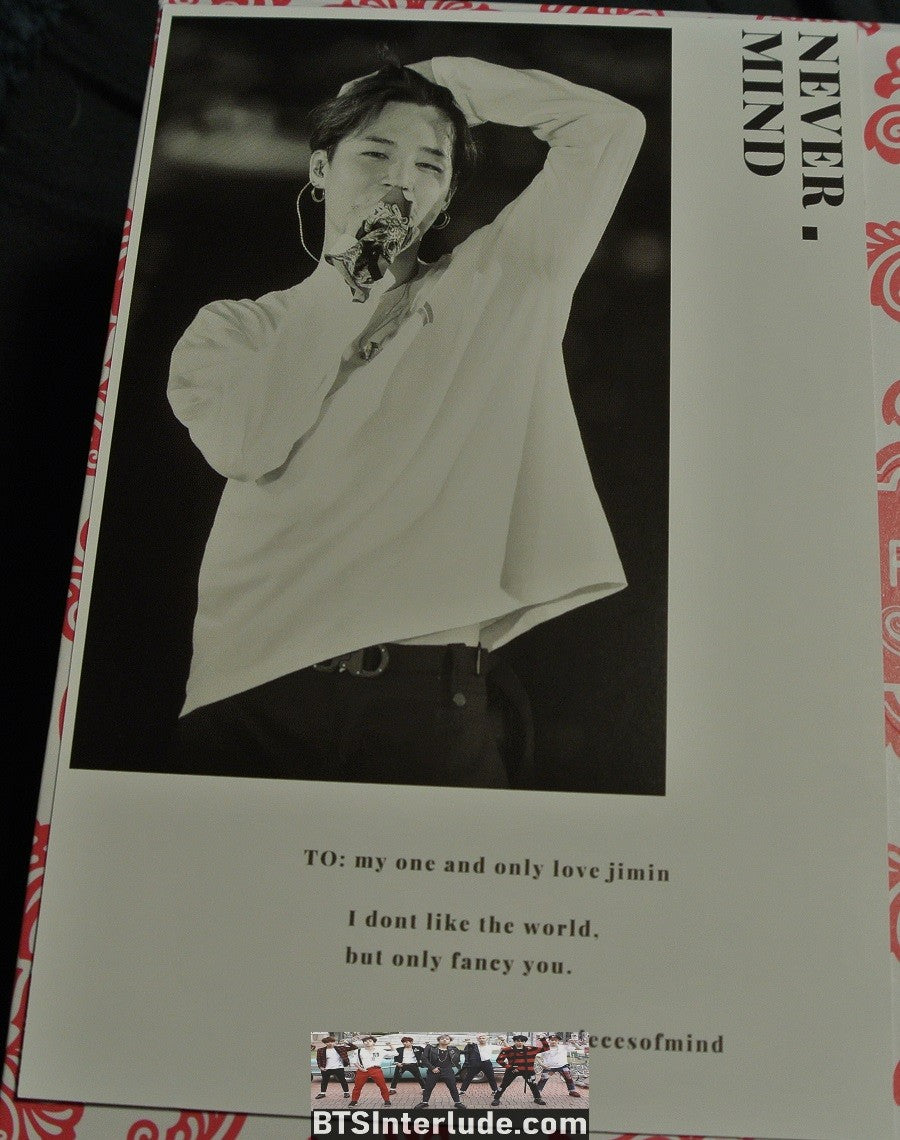 NEVER .
MIND
TO: my one and only love jimin
I dont like the world,
but only fancy you.
BTSInterlude.com